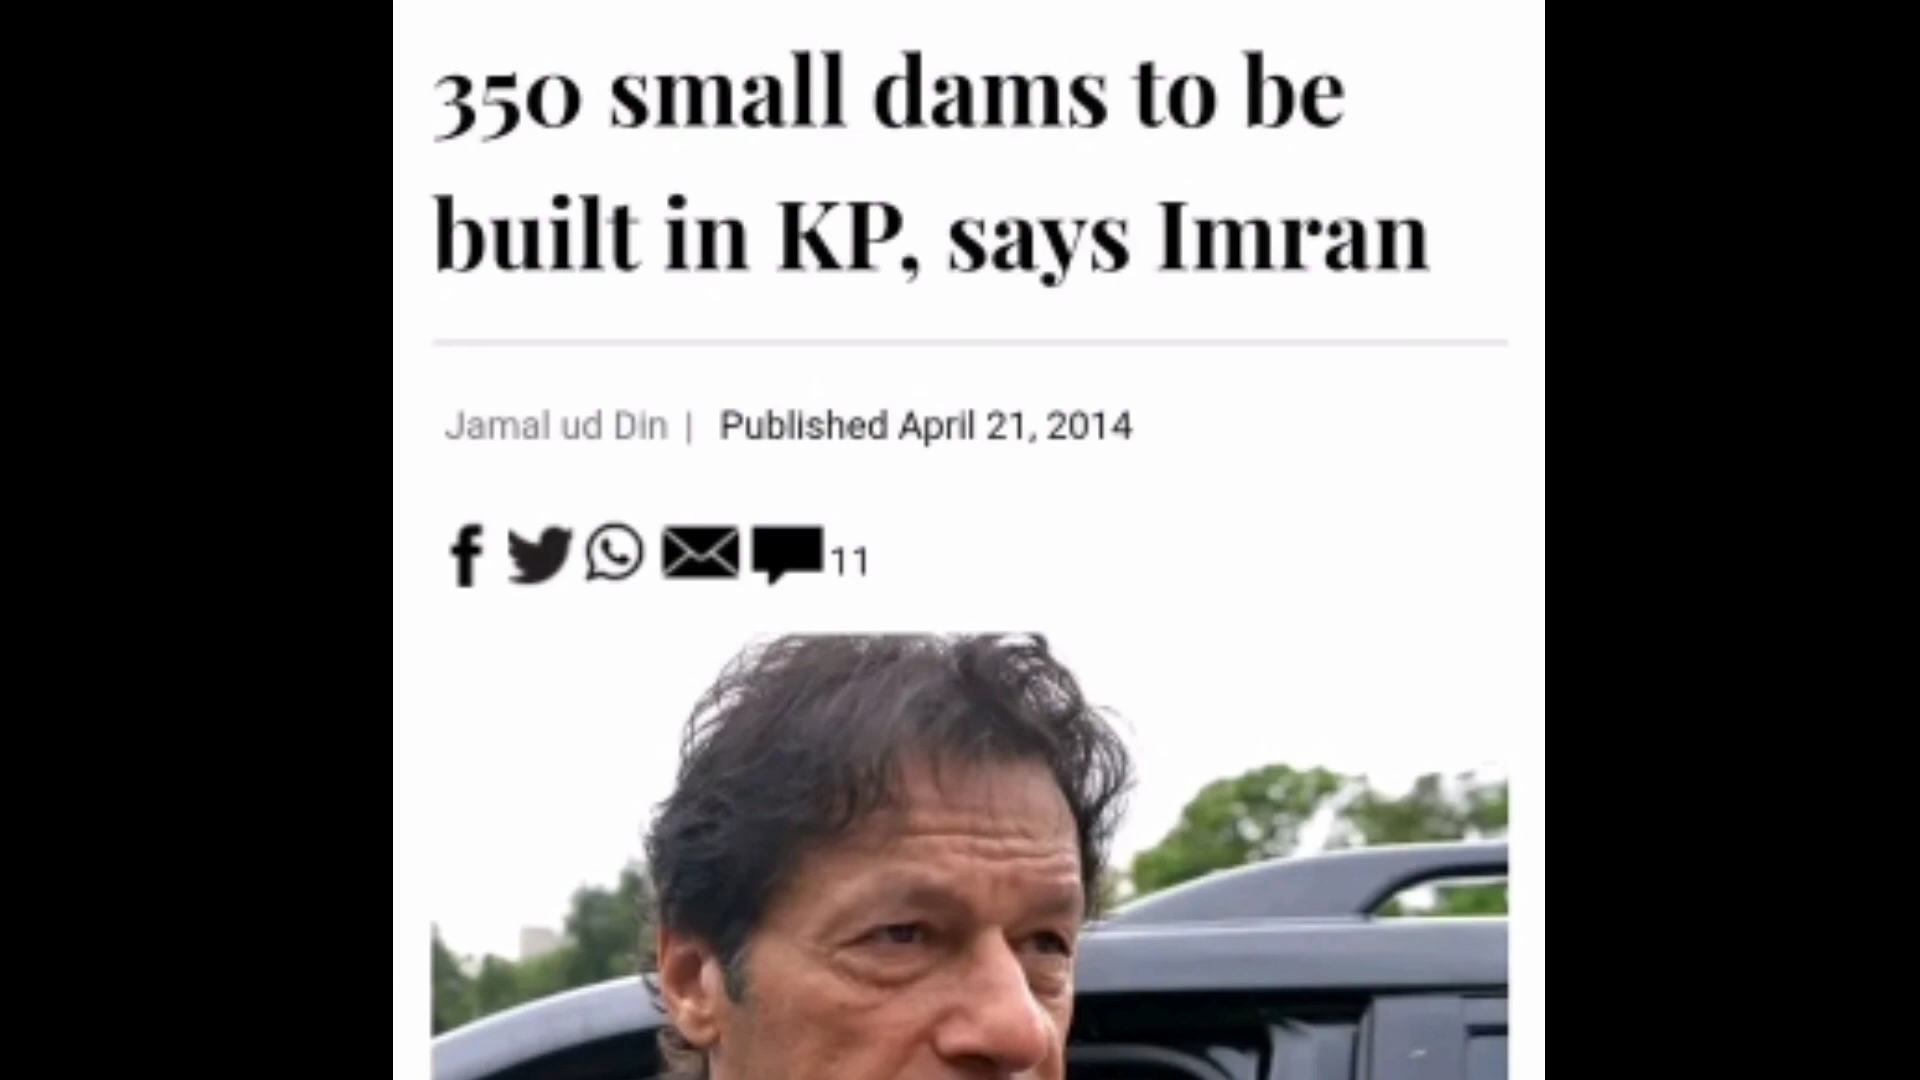 350 small dams to be
built in KP, says Imran
Jamal ud Din | Published April 21, 2014
11